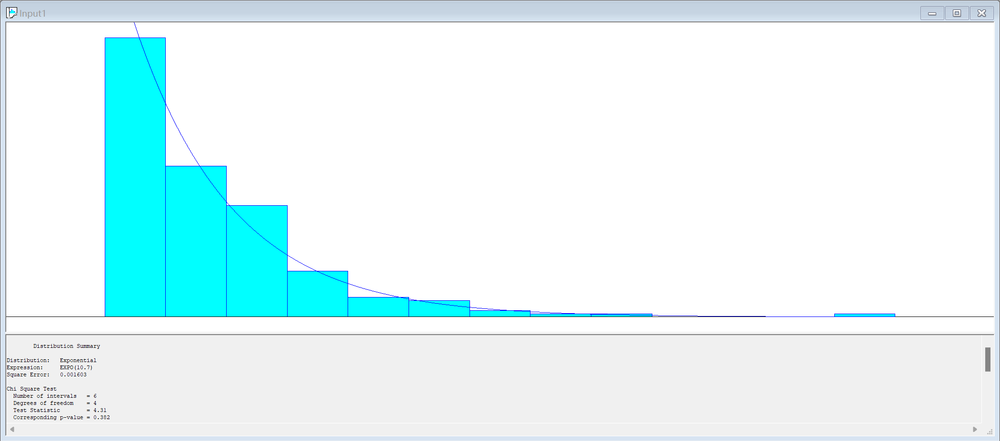 Input1
Distribution Summary
Distribution: Exponential
Expression: EXPO(10.7)
Square Error: 0.001603
Chi Square Test
Number of intervals = 6
Degrees of freedom = 4
Test Statistic = 4.31
Corresponding p-value = 0.382